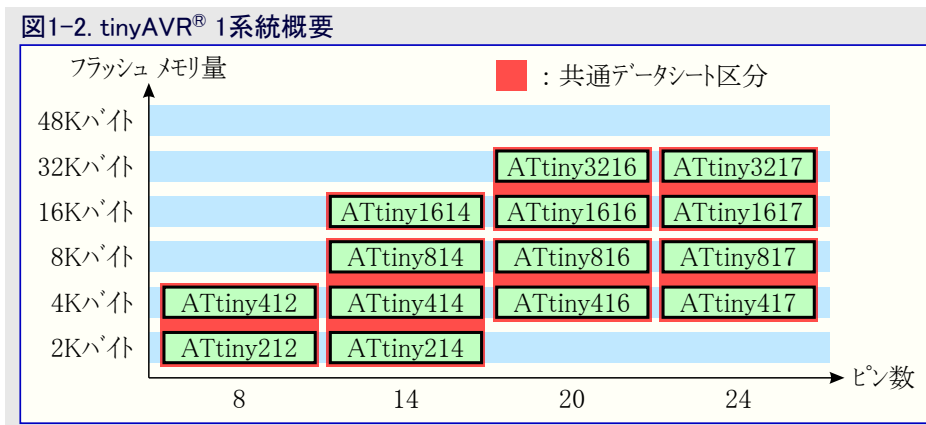 図1-2. tinyAVR® 1系統概要
フラッシュ メモリ量
：共通データシート区分
48Kバイト
32Kバイト ATtiny3216 ATtiny3217
16Kバイト ATtiny1614 ATtiny1616 ATtiny1617
8Kバイト ATtiny814 ATtiny816 ATtiny817
4Kバイト ATtiny412 ATtiny414 ATtiny416 ATtiny417
2Kバイト ATtiny212 ATtiny214
ピン数
8 14 20 24